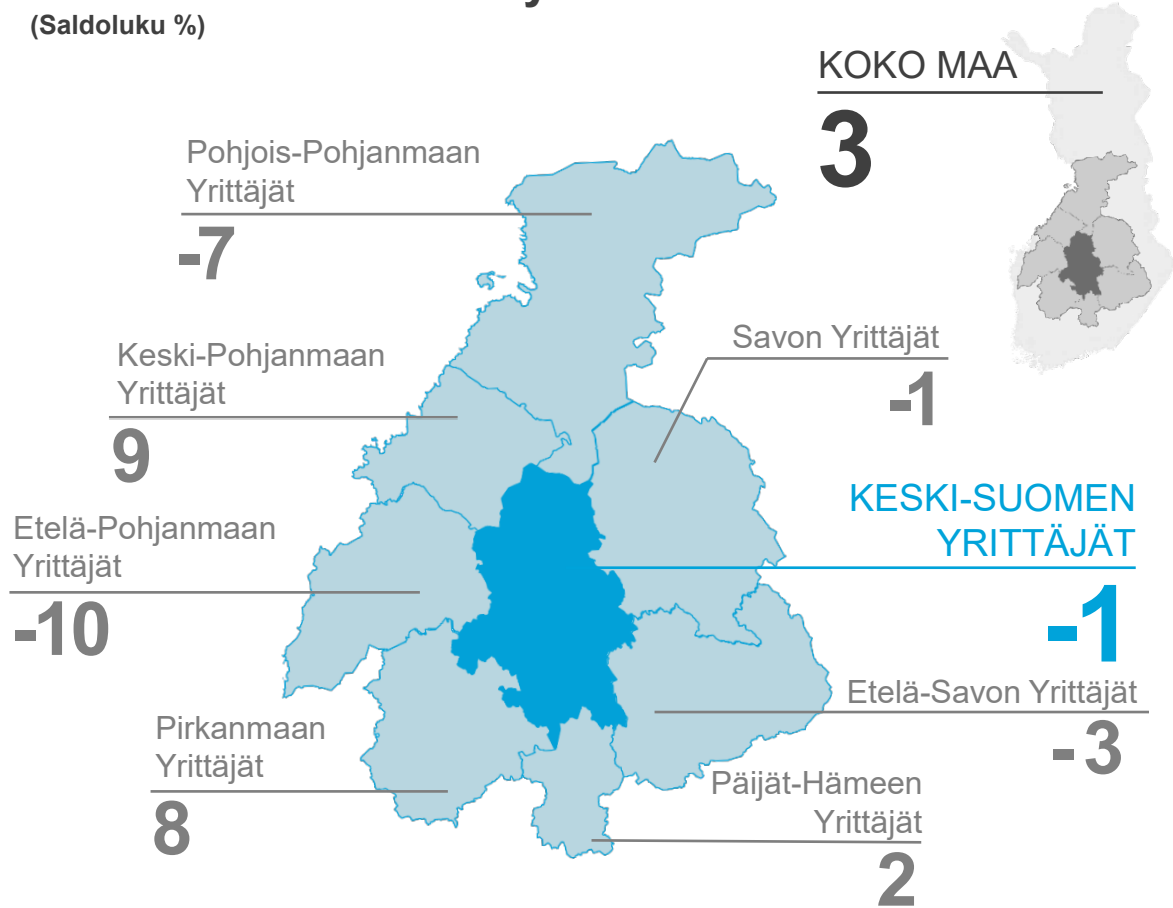 (Saldoluku %)
KOKO MAA
3
Pohjois-Pohjanmaan
Yrittäjät
-7
Savon Yrittäjät
-1
Keski-Pohjanmaan
Yrittäjät
9
KESKI-SUOMEN
YRITTÄJÄT
-1
Etelä-Pohjanmaan
Yrittäjät
-10
Etelä-Savon Yrittäjät
- 3
Pirkanmaan
Yrittäjät
8
Päijät-Hämeen
Yrittäjät
2